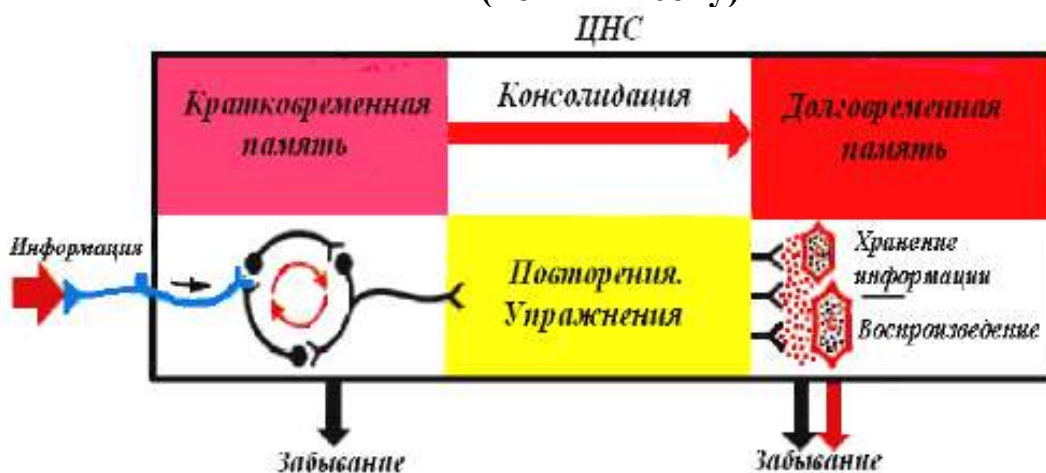 ЦНС
Кратковременная
память
Консолидация
Долговременная
память
Информация
Повторения.
Упражнения
Хранение
информации
Воспроизведение
Забывание
Забывание